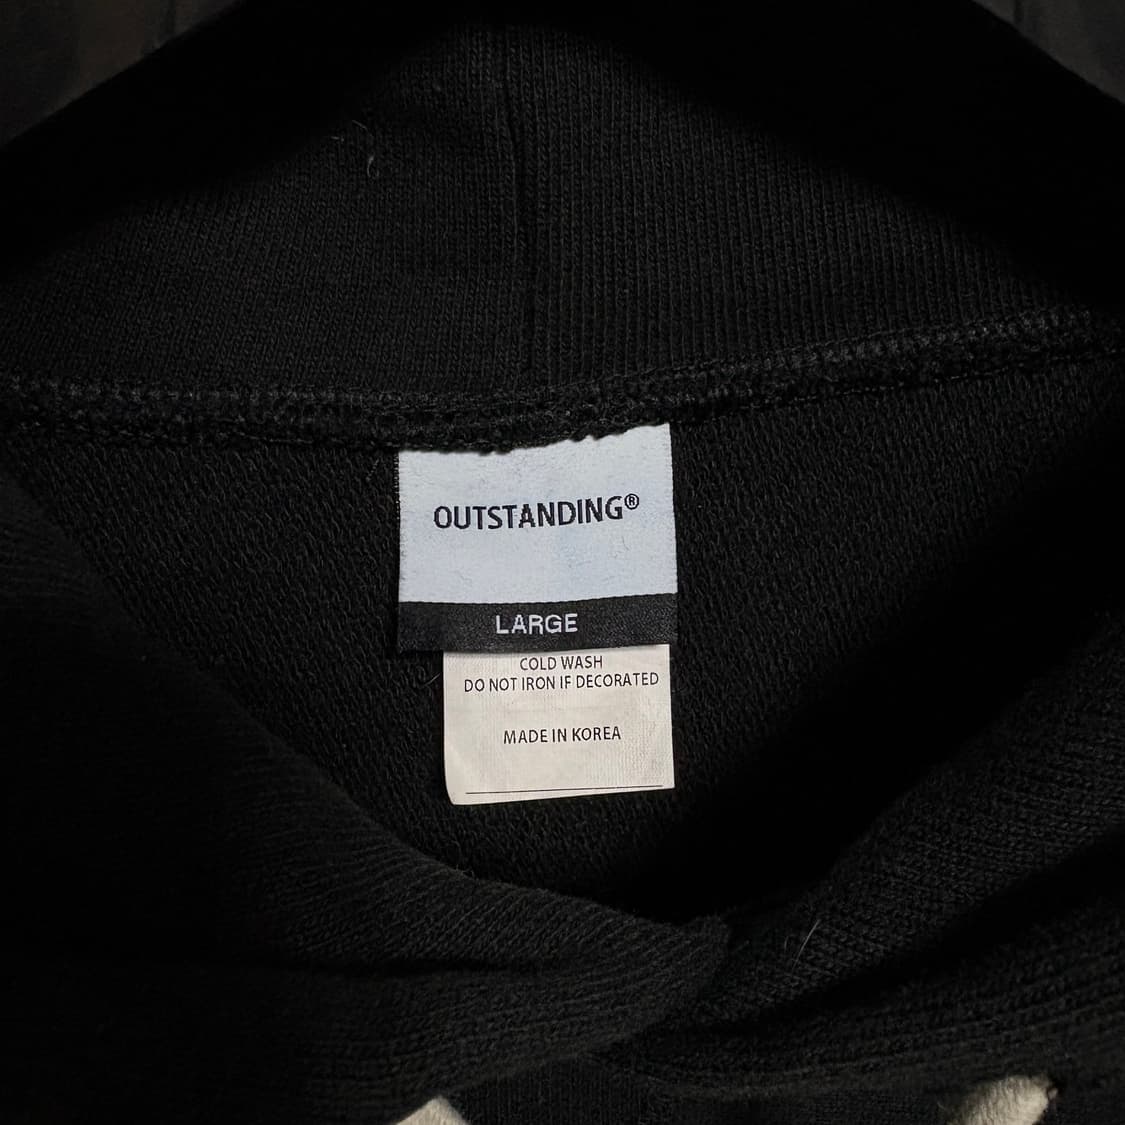 OUTSTANDING®
LARGE
COLD WASH
DO NOT IRON IF DECORATED
MADE IN KOREA